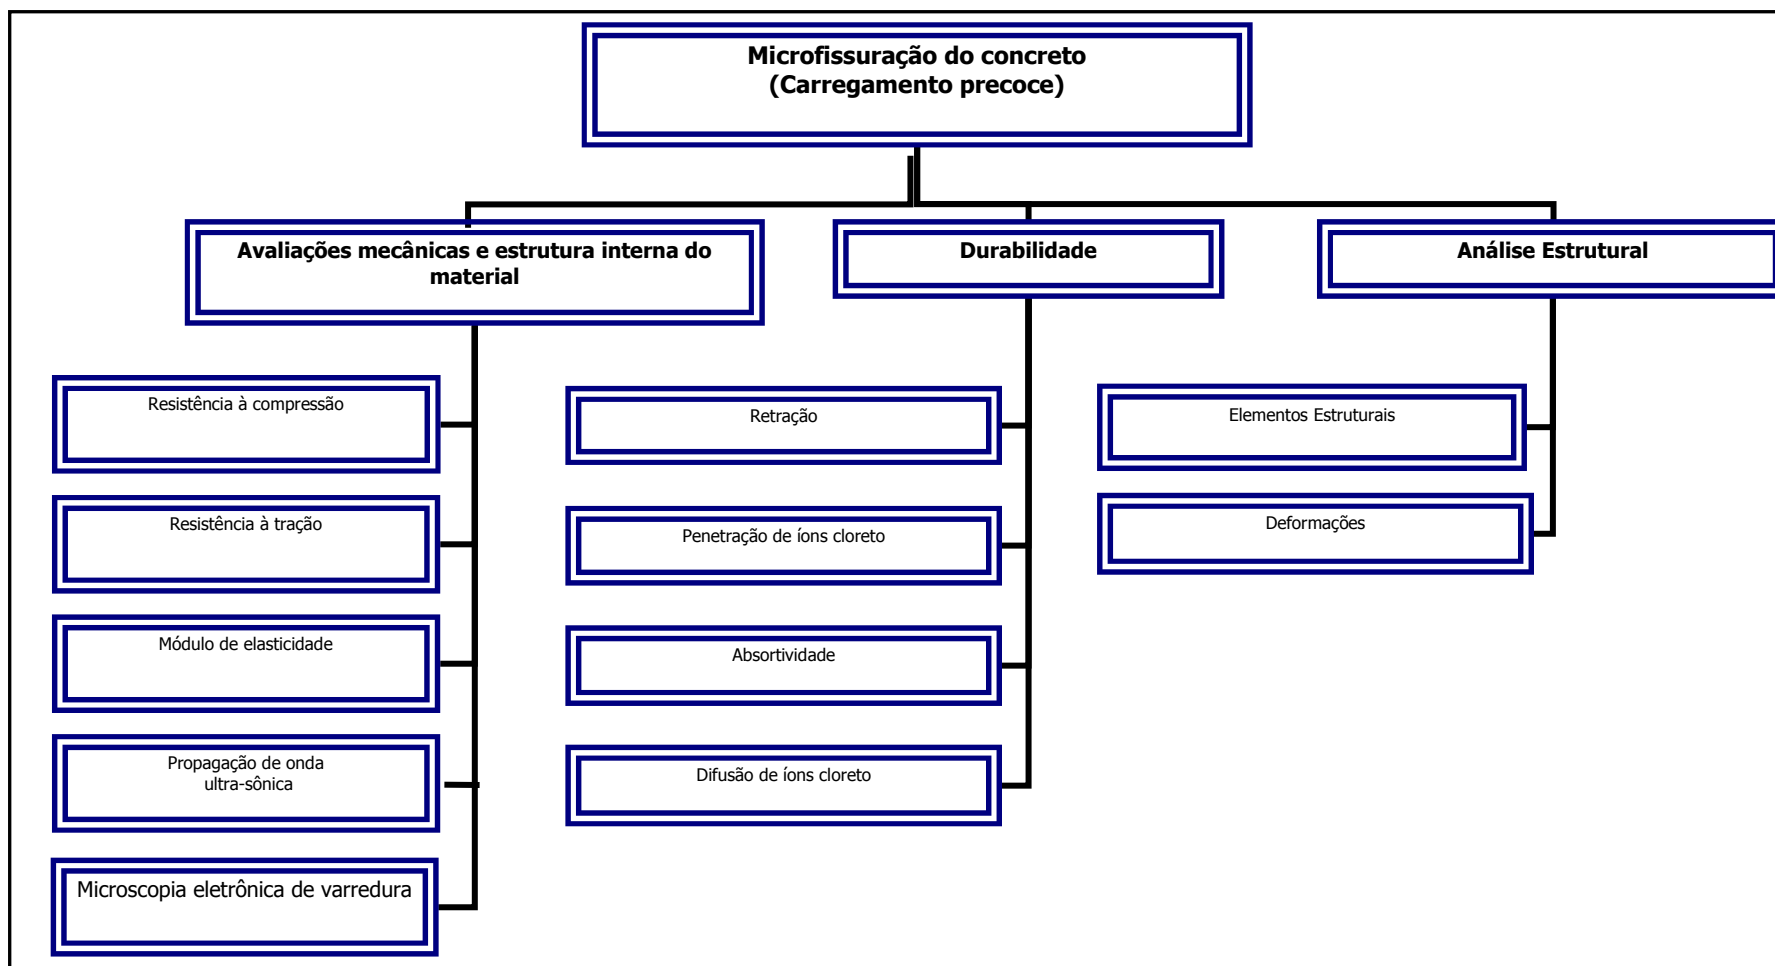 Microfissuração do concreto
(Carregamento precoce)
Avaliações mecânicas e estrutura interna do
material
Durabilidade
Análise Estrutural
Resistência à compressão
Resistência à tração
Módulo de elasticidade
Propagação de onda
ultra-sônica
Microscopia eletrônica de varredura
Retração
Penetração de íons cloreto
Absortividade
Difusão de íons cloreto
Elementos Estruturais
Deformações